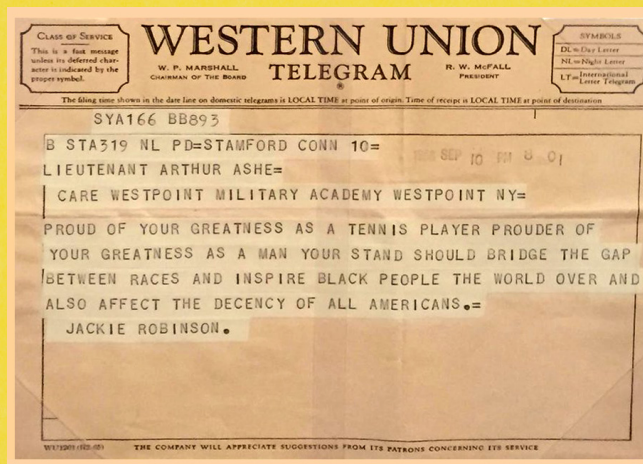 CLASS OF SERVICE
This is a fast message
unless its deferred char-
acter is indicated by the
proper symbol.
WESTERN UNION
TELEGRAM
W. P. MARSHALL
CHAIRMAN OF THE BOARD
R. W. McFALL
PRESIDENT
SYMBOLS
DL=Day Letter
NL=Night Letter
LT=International
Letter Telegram
The filing time shown in the date line on domestic telegrams is LOCAL TIME at point of origin. Time of receipt is LOCAL TIME at point of destination
SYA166 BB893
B STA319 NL PD=STAMFORD CONN 10=
SEP 10 PM 8 01
LIEUTENANT ARTHUR ASHE=
CARE WESTPOINT MILITARY ACADEMY WESTPOINT NY=
PROUD OF YOUR GREATNESS AS A TENNIS PLAYER PROUDER OF
YOUR GREATNESS AS A MAN YOUR STAND SHOULD BRIDGE THE GAP
BETWEEN RACES AND INSPIRE BLACK PEOPLE THE WORLD OVER AND
ALSO AFFECT THE DECENCY OF ALL AMERICANS.=
JACKIE ROBINSON.
THE COMPANY WILL APPRECIATE SUGGESTIONS FROM ITS PATRONS CONCERNING ITS SERVICE